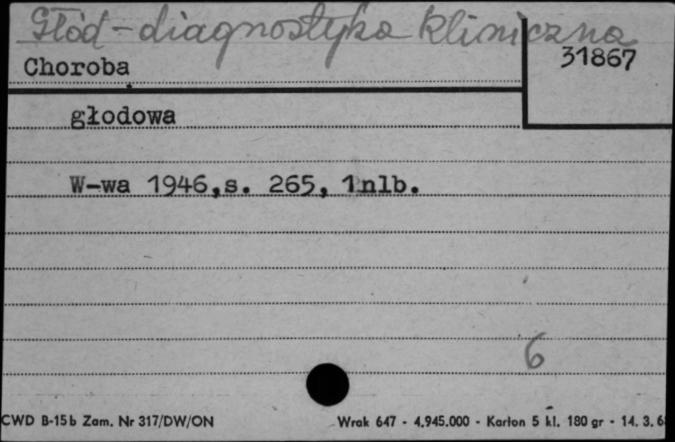 Głód-diagnostyka kliniczna
31867
Choroba
głodowa
W-wa 1946,s. 265, 1nlb.
6
CWD B-15b Zam. Nr 317/DW/ON
Wrak 647 - 4.945.000 - Karton 5 kl. 180 gr - 14. 3. 6